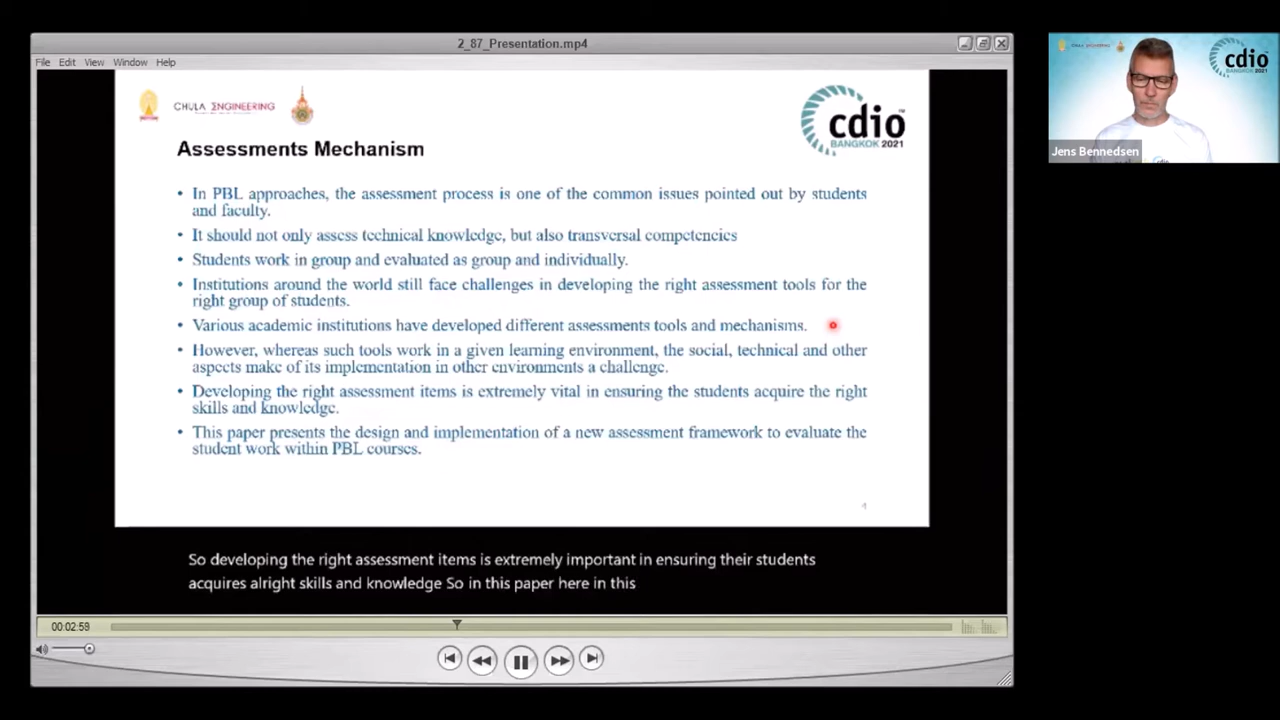 2_87_Presentation.mp4
File Edit View Window Help
CHULA ΣNGINEERING
cdio
BANGKOK 2021
Assessments Mechanism
• In PBL approaches, the assessment process is one of the common issues pointed out by students
and faculty.
• It should not only assess technical knowledge, but also transversal competencies
• Students work in group and evaluated as group and individually.
• Institutions around the world still face challenges in developing the right assessment tools for the
right group of students.
• Various academic institutions have developed different assessments tools and mechanisms.
• However, whereas such tools work in a given learning environment, the social, technical and other
aspects make of its implementation in other environments a challenge.
• Developing the right assessment items is extremely vital in ensuring the students acquire the right
skills and knowledge.
• This paper presents the design and implementation of a new assessment framework to evaluate the
student work within PBL courses.
4
So developing the right assessment items is extremely important in ensuring their students
acquires alright skills and knowledge So in this paper here in this
00:02:59
cdio
BANGKOK 2021
Jens Bennedsen